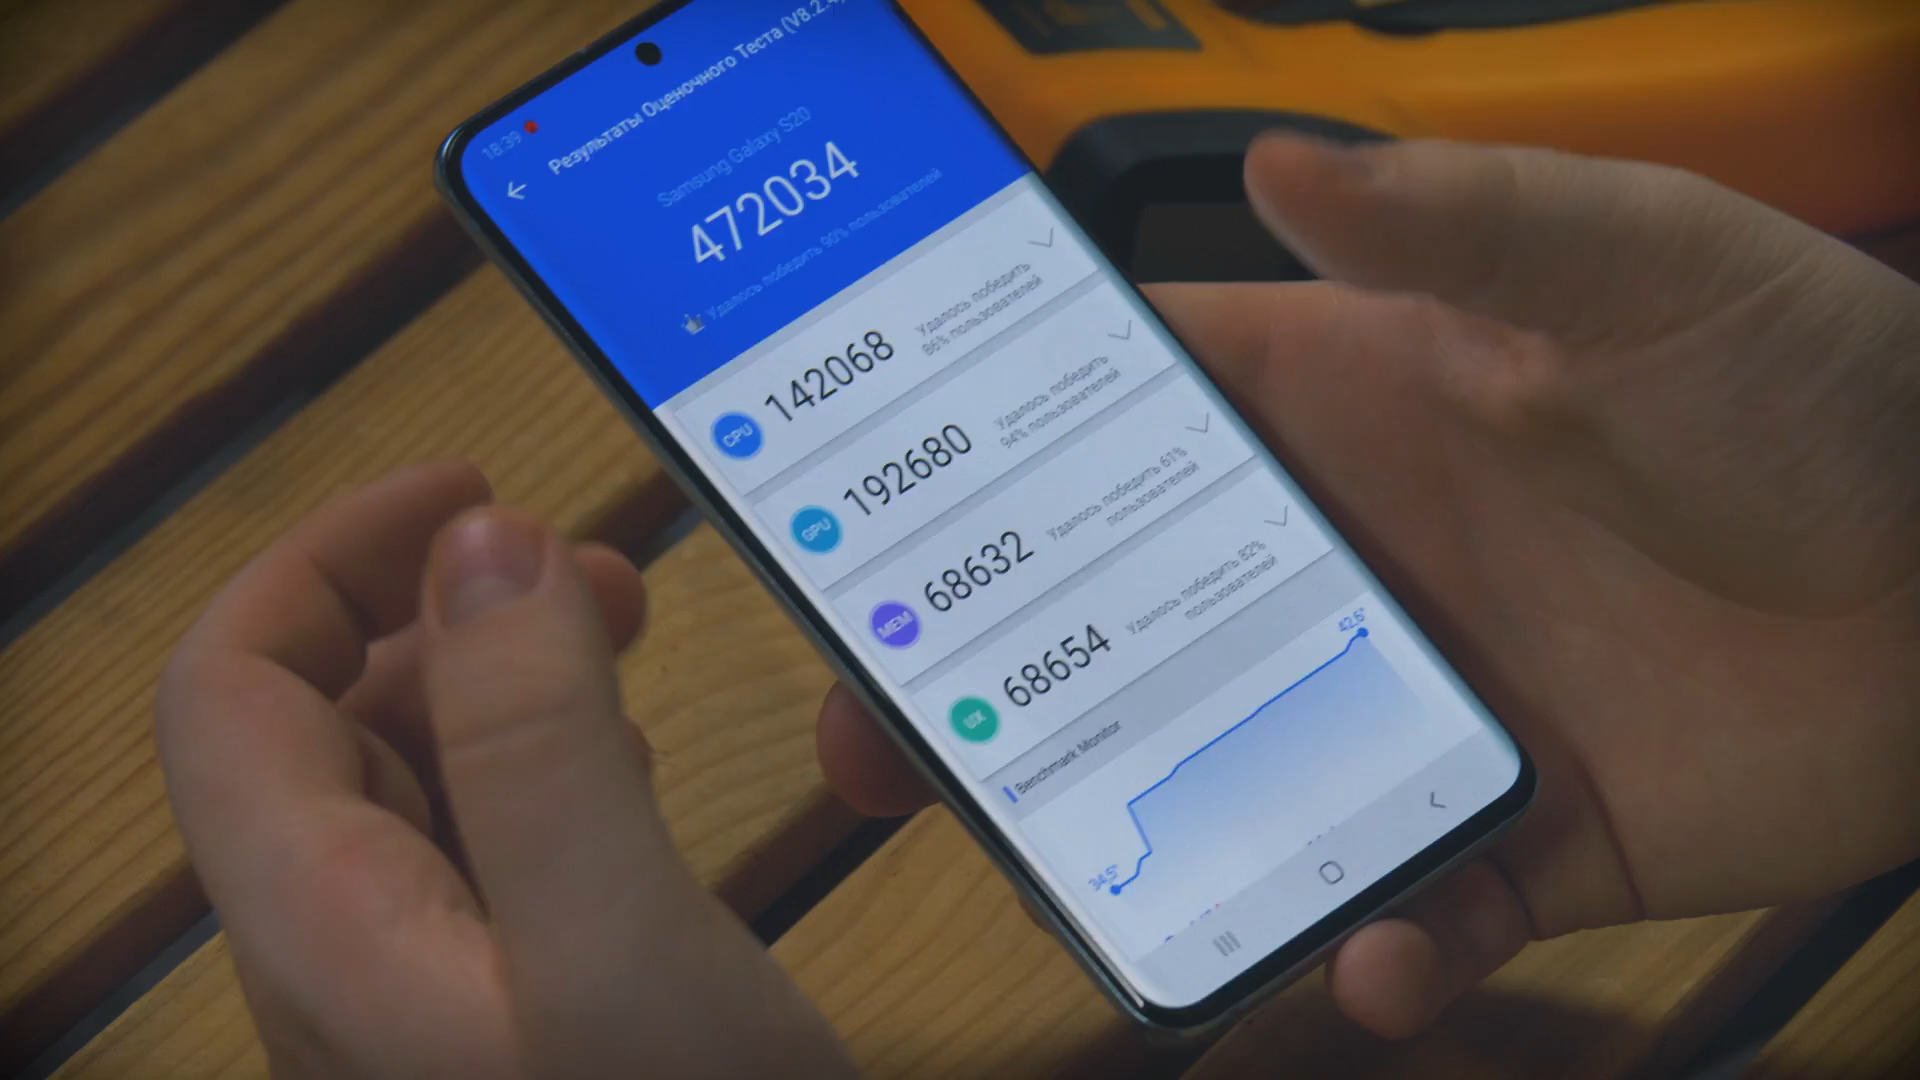 18:39
Результаты Оценочного Теста (V8.2.4)
Samsung Galaxy S20
472034
Удалось победить 90% пользователей
CPU 142068
Удалось победить
86% пользователей
GPU 192680
Удалось победить
94% пользователей
MEM 68632
Удалось победить 61%
пользователей
UX 68654
Удалось победить 82%
пользователей
Benchmark Monitor
42,6°
34,5°